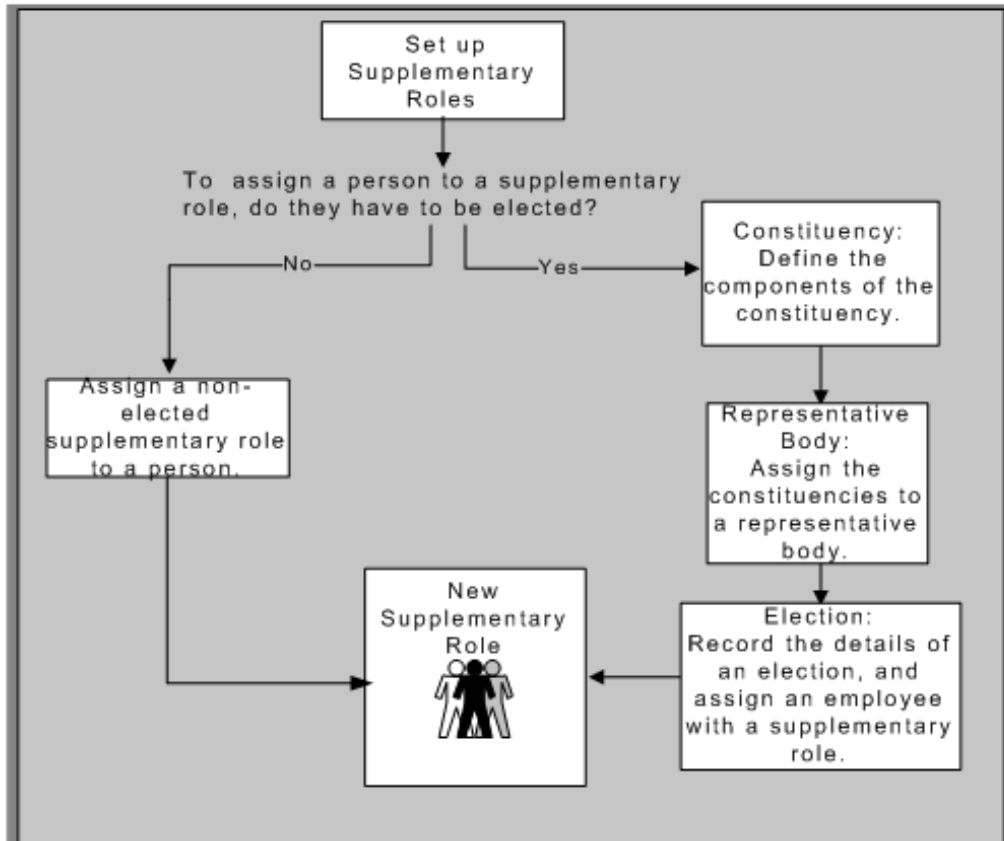 Set up
Supplementary
Roles
To assign a person to a supplementary
role, do they have to be elected?
No
Yes
Constituency:
Define the
components of the
constituency.
Assign a non-
elected
supplementary role
to a person.
Representative
Body:
Assign the
constituencies to
a representative
body.
New
Supplementary
Role
Election:
Record the details of
an election, and
assign an employee
with a supplementary
role.